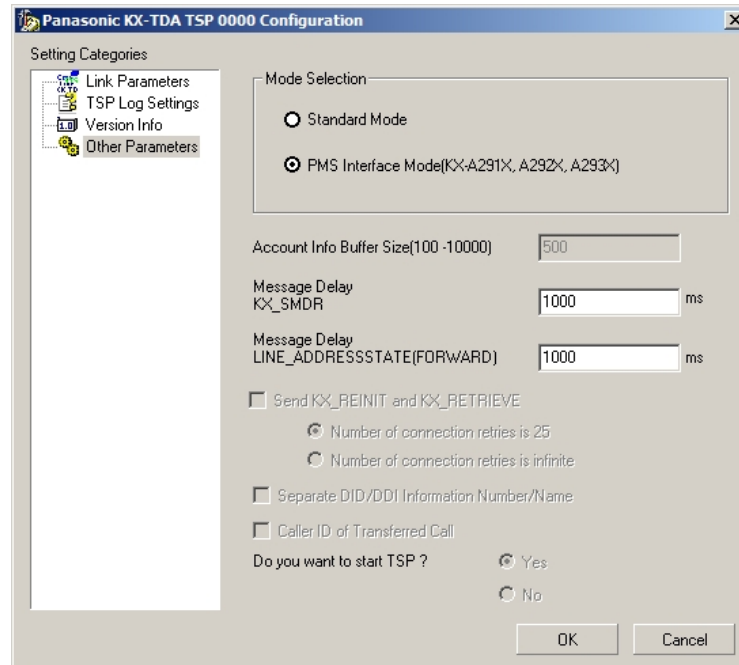 Panasonic KX-TDA TSP 0000 Configuration
Setting Categories
Link Parameters
TSP Log Settings
Version Info
Other Parameters
Mode Selection
Standard Mode
PMS Interface Mode(KX-A291X, A292X, A293X)
Account Info Buffer Size(100 -10000)
500
Message Delay
KX_SMDR
1000
ms
Message Delay
LINE_ADDRESSSTATE(FORWARD)
1000
ms
Send KX_REINIT and KX_RETRIEVE
Number of connection retries is 25
Number of connection retries is infinite
Separate DID/DDI Information Number/Name
Caller ID of Transferred Call
Do you want to start TSP ?
Yes
No
OK
Cancel